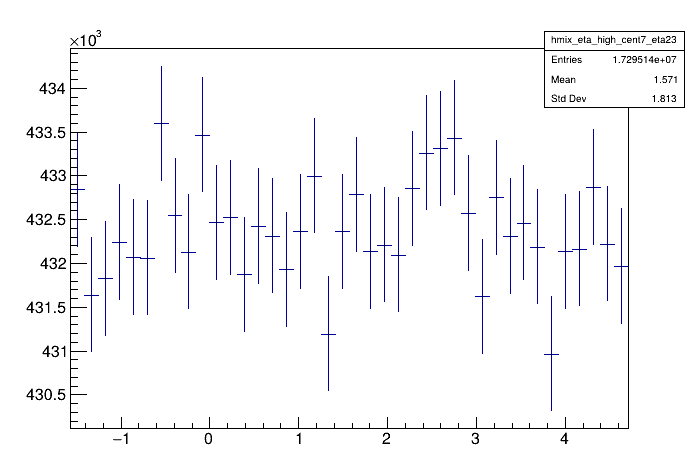 ×10³
hmix_eta_high_cent7_eta23
Entries 1.729514e+07
Mean 1.571
Std Dev 1.813
434
433.5
433
432.5
432
431.5
431
430.5
−1 0 1 2 3 4